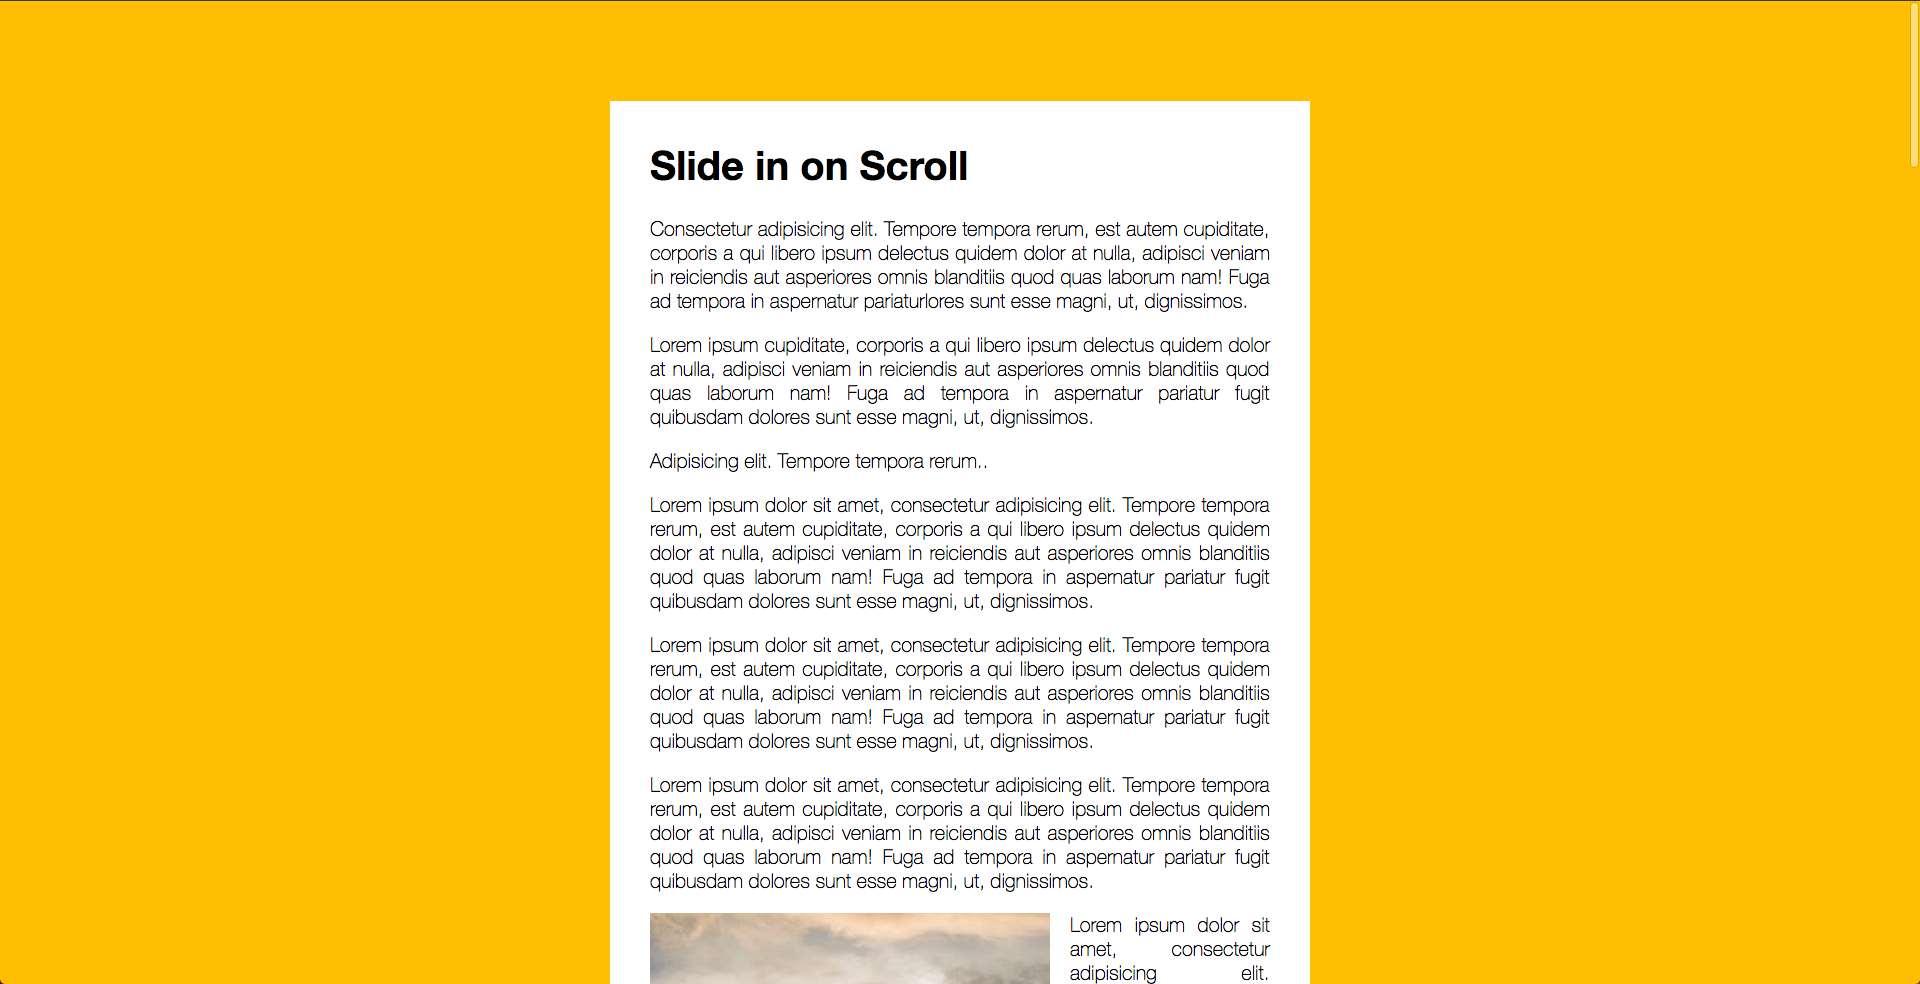 Slide in on Scroll
Consectetur adipisicing elit. Tempore tempora rerum, est autem cupiditate,
corporis a qui libero ipsum delectus quidem dolor at nulla, adipisci veniam
in reiciendis aut asperiores omnis blanditiis quod quas laborum nam! Fuga
ad tempora in aspernatur pariaturlores sunt esse magni, ut, dignissimos.
Lorem ipsum cupiditate, corporis a qui libero ipsum delectus quidem dolor
at nulla, adipisci veniam in reiciendis aut asperiores omnis blanditiis quod
quas laborum nam! Fuga ad tempora in aspernatur pariatur fugit
quibusdam dolores sunt esse magni, ut, dignissimos.
Adipisicing elit. Tempore tempora rerum..
Lorem ipsum dolor sit amet, consectetur adipisicing elit. Tempore tempora
rerum, est autem cupiditate, corporis a qui libero ipsum delectus quidem
dolor at nulla, adipisci veniam in reiciendis aut asperiores omnis blanditiis
quod quas laborum nam! Fuga ad tempora in aspernatur pariatur fugit
quibusdam dolores sunt esse magni, ut, dignissimos.
Lorem ipsum dolor sit amet, consectetur adipisicing elit. Tempore tempora
rerum, est autem cupiditate, corporis a qui libero ipsum delectus quidem
dolor at nulla, adipisci veniam in reiciendis aut asperiores omnis blanditiis
quod quas laborum nam! Fuga ad tempora in aspernatur pariatur fugit
quibusdam dolores sunt esse magni, ut, dignissimos.
Lorem ipsum dolor sit amet, consectetur adipisicing elit. Tempore tempora
rerum, est autem cupiditate, corporis a qui libero ipsum delectus quidem
dolor at nulla, adipisci veniam in reiciendis aut asperiores omnis blanditiis
quod quas laborum nam! Fuga ad tempora in aspernatur pariatur fugit
quibusdam dolores sunt esse magni, ut, dignissimos.
Lorem ipsum dolor sit
amet, consectetur
adipisicing elit.